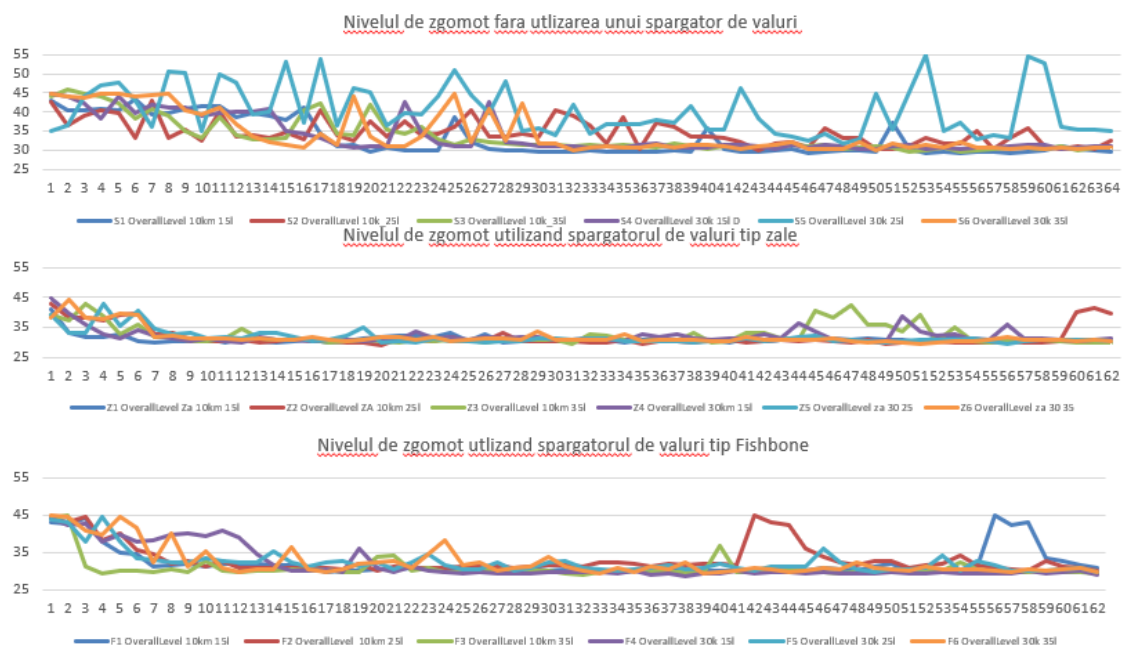 Nivelul de zgomot fara utlizarea unui spargator de valuri
55
50
45
40
35
30
25
1 2 3 4 5 6 7 8 9 10 11 12 13 14 15 16 17 18 19 20 21 22 23 24 25 26 27 28 29 30 31 32 33 34 35 36 37 38 39 40 41 42 43 44 45 46 47 48 49 50 51 52 53 54 55 56 57 58 59 60 61 62 63 64
S1 OverallLevel 10km 15l S2 OverallLevel 10k_25l S3 OverallLevel 10k_35l S4 OverallLevel 30k 15l D S5 OverallLevel 30k 25l S6 OverallLevel 30k 35l
Nivelul de zgomot utilizand spargatorul de valuri tip zale
55
45
35
25
1 2 3 4 5 6 7 8 9 10 11 12 13 14 15 16 17 18 19 20 21 22 23 24 25 26 27 28 29 30 31 32 33 34 35 36 37 38 39 40 41 42 43 44 45 46 47 48 49 50 51 52 53 54 55 56 57 58 59 60 61 62
Z1 OverallLevel Za 10km 15l Z2 OverallLevel ZA 10km 25l Z3 OverallLevel 10km 35l Z4 OverallLevel 30km 15l Z5 OverallLevel za 30 25 Z6 OverallLevel za 30 35
Nivelul de zgomot utlizand spargatorul de valuri tip Fishbone
55
45
35
25
1 2 3 4 5 6 7 8 9 10 11 12 13 14 15 16 17 18 19 20 21 22 23 24 25 26 27 28 29 30 31 32 33 34 35 36 37 38 39 40 41 42 43 44 45 46 47 48 49 50 51 52 53 54 55 56 57 58 59 60 61 62
F1 OverallLevel 10km 15l F2 OverallLevel 10km 25l F3 OverallLevel 10km 35l F4 OverallLevel 30k 15l F5 OverallLevel 30k 25l F6 OverallLevel 30k 35l